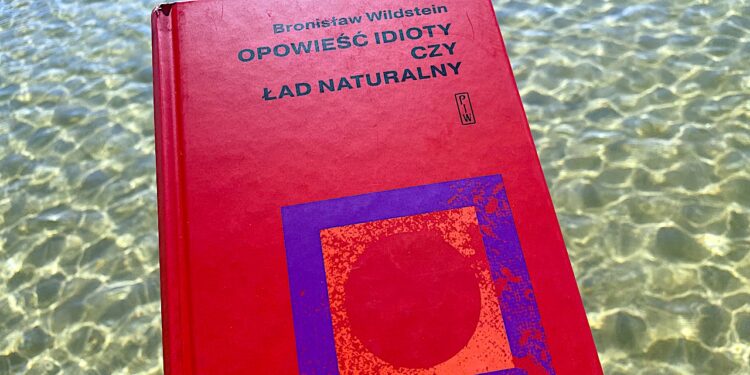 Bronisław Wildstein
OPOWIEŚĆ IDIOTY
CZY
ŁAD NATURALNY
PIW